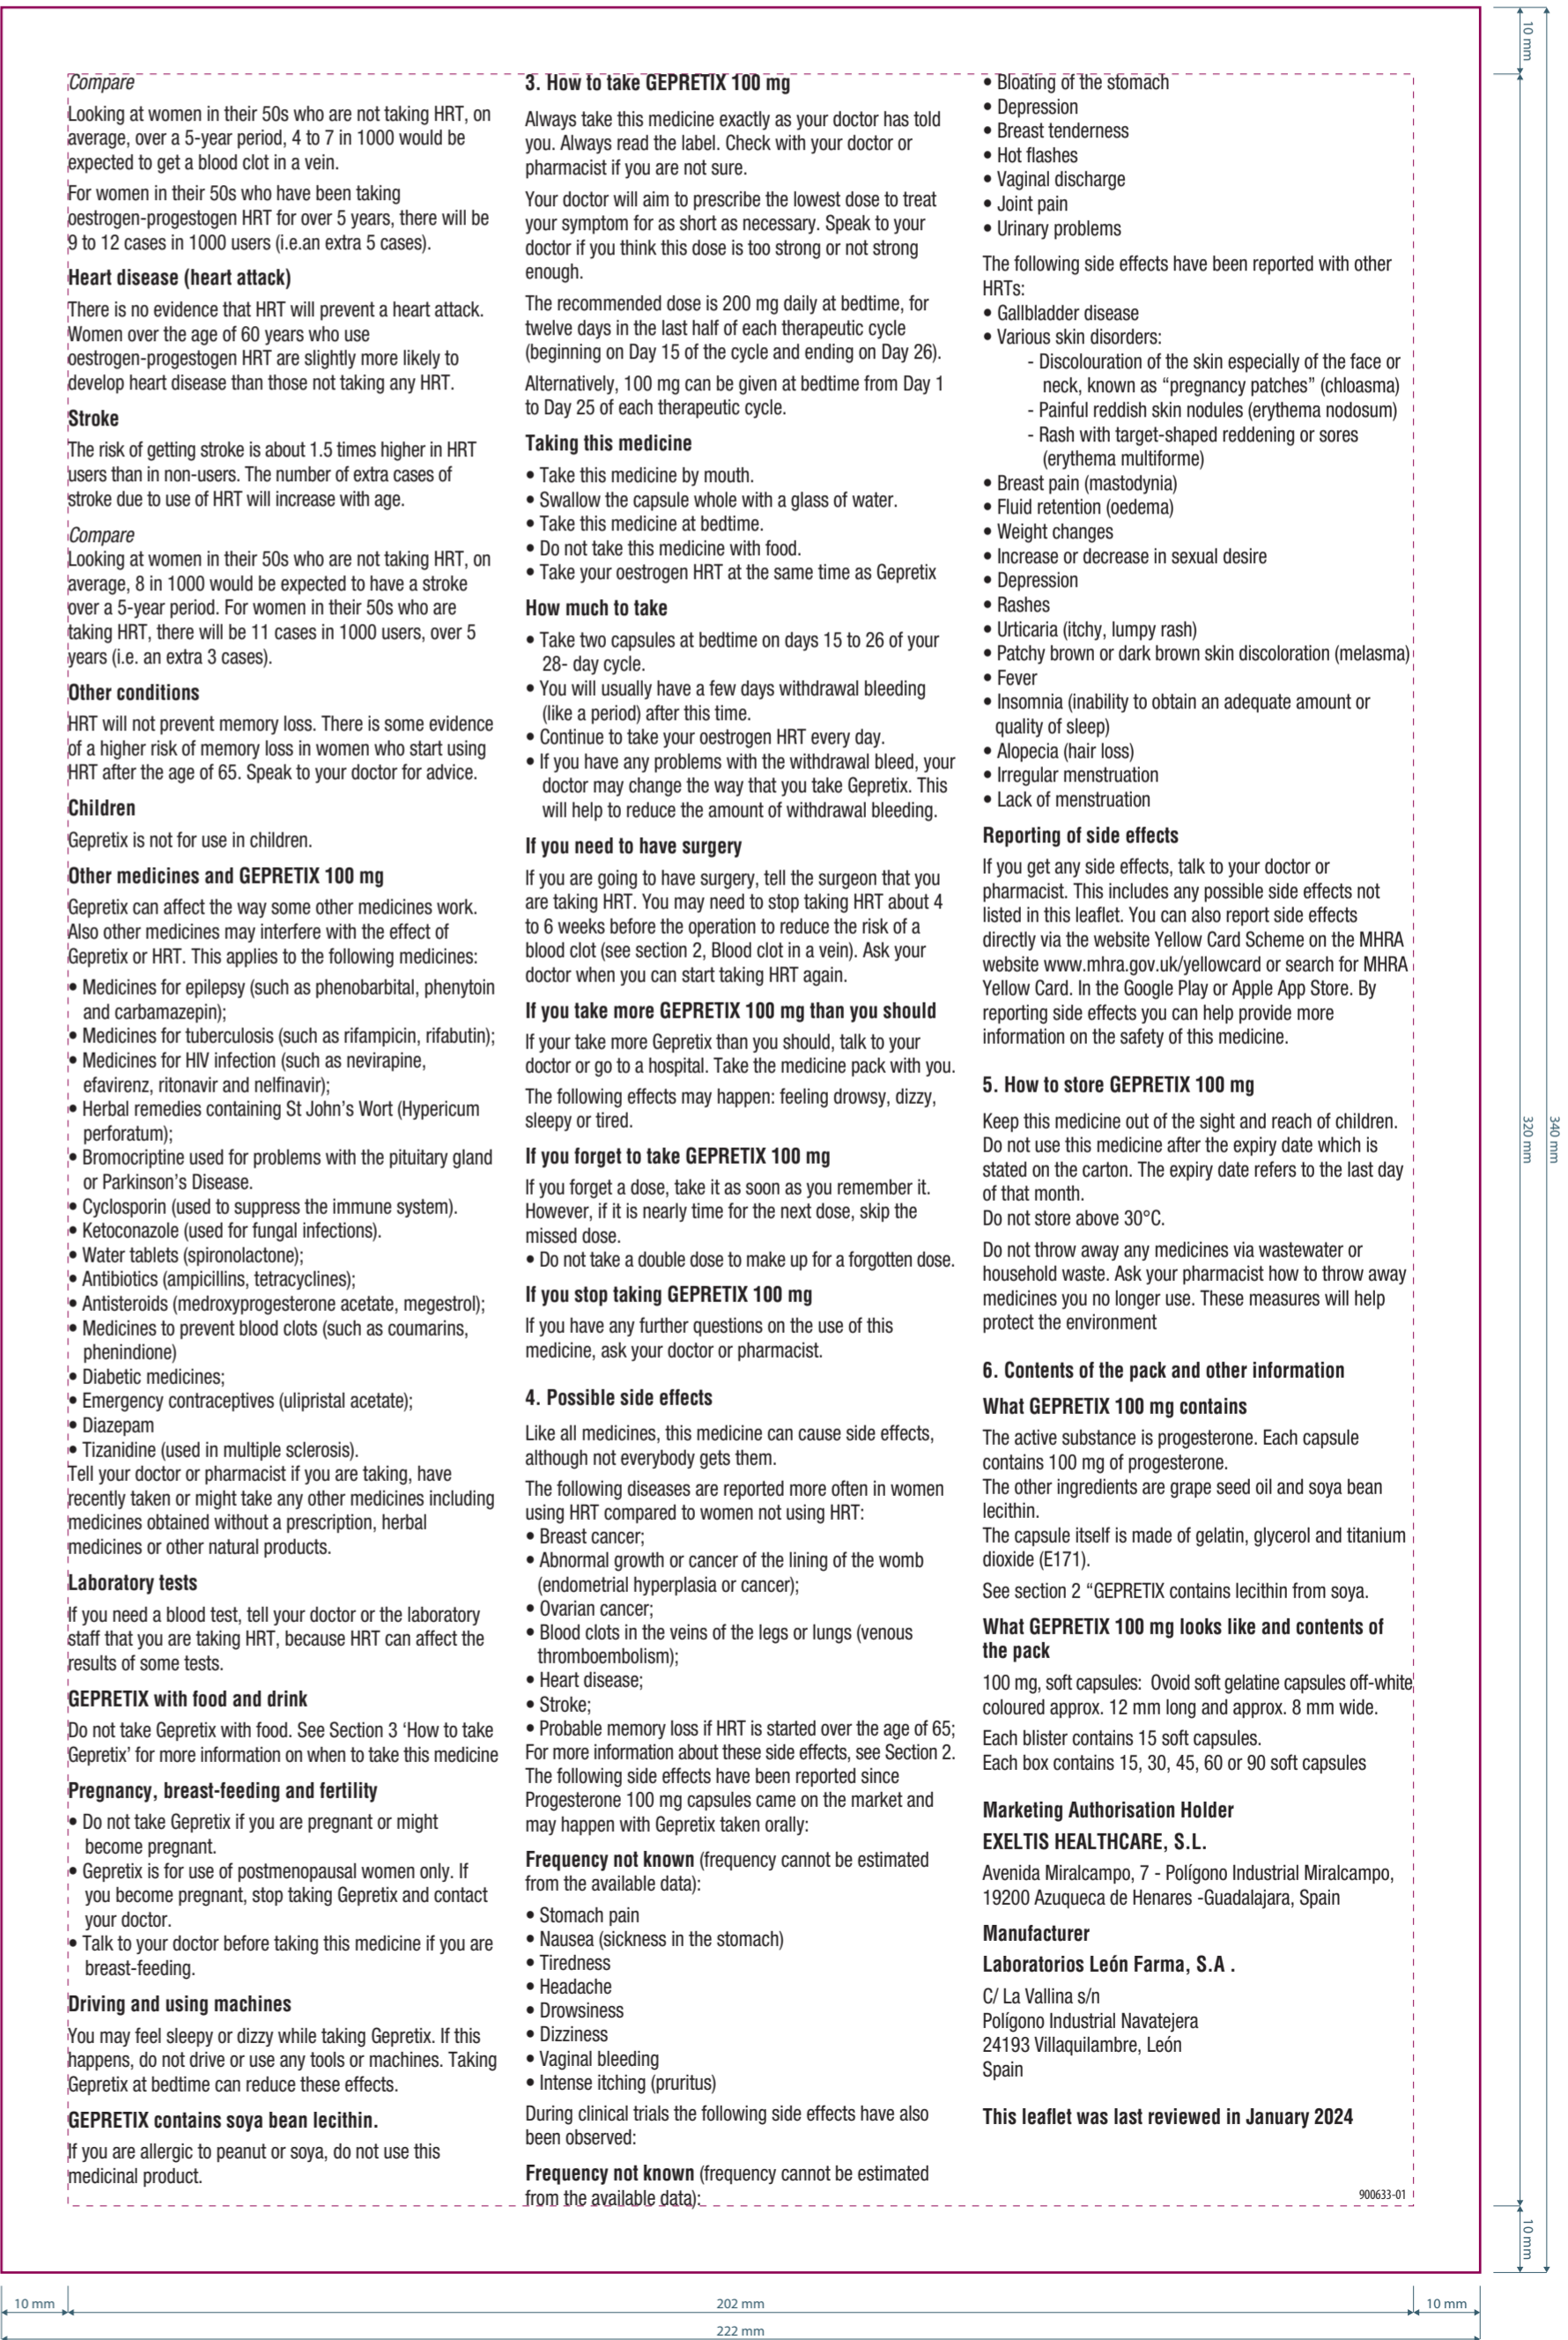 Compare
Looking at women in their 50s who are not taking HRT, on
average, over a 5-year period, 4 to 7 in 1000 would be
expected to get a blood clot in a vein.
For women in their 50s who have been taking
oestrogen-progestogen HRT for over 5 years, there will be
9 to 12 cases in 1000 users (i.e.an extra 5 cases).
Heart disease (heart attack)
There is no evidence that HRT will prevent a heart attack.
Women over the age of 60 years who use
oestrogen-progestogen HRT are slightly more likely to
develop heart disease than those not taking any HRT.
Stroke
The risk of getting stroke is about 1.5 times higher in HRT
users than in non-users. The number of extra cases of
stroke due to use of HRT will increase with age.
Compare
Looking at women in their 50s who are not taking HRT, on
average, 8 in 1000 would be expected to have a stroke
over a 5-year period. For women in their 50s who are
taking HRT, there will be 11 cases in 1000 users, over 5
years (i.e. an extra 3 cases).
Other conditions
HRT will not prevent memory loss. There is some evidence
of a higher risk of memory loss in women who start using
HRT after the age of 65. Speak to your doctor for advice.
Children
Gepretix is not for use in children.
Other medicines and GEPRETIX 100 mg
Gepretix can affect the way some other medicines work.
Also other medicines may interfere with the effect of
Gepretix or HRT. This applies to the following medicines:
• Medicines for epilepsy (such as phenobarbital, phenytoin
and carbamazepin);
• Medicines for tuberculosis (such as rifampicin, rifabutin);
• Medicines for HIV infection (such as nevirapine,
efavirenz, ritonavir and nelfinavir);
• Herbal remedies containing St John's Wort (Hypericum
perforatum);
• Bromocriptine used for problems with the pituitary gland
or Parkinson's Disease.
• Cyclosporin (used to suppress the immune system).
• Ketoconazole (used for fungal infections).
• Water tablets (spironolactone);
• Antibiotics (ampicillins, tetracyclines);
• Antisteroids (medroxyprogesterone acetate, megestrol);
• Medicines to prevent blood clots (such as coumarins,
phenindione)
• Diabetic medicines;
• Emergency contraceptives (ulipristal acetate);
• Diazepam
• Tizanidine (used in multiple sclerosis).
Tell your doctor or pharmacist if you are taking, have
recently taken or might take any other medicines including
medicines obtained without a prescription, herbal
medicines or other natural products.
Laboratory tests
If you need a blood test, tell your doctor or the laboratory
staff that you are taking HRT, because HRT can affect the
results of some tests.
GEPRETIX with food and drink
Do not take Gepretix with food. See Section 3 'How to take
Gepretix' for more information on when to take this medicine
Pregnancy, breast-feeding and fertility
• Do not take Gepretix if you are pregnant or might
become pregnant.
• Gepretix is for use of postmenopausal women only. If
you become pregnant, stop taking Gepretix and contact
your doctor.
• Talk to your doctor before taking this medicine if you are
breast-feeding.
Driving and using machines
You may feel sleepy or dizzy while taking Gepretix. If this
happens, do not drive or use any tools or machines. Taking
Gepretix at bedtime can reduce these effects.
GEPRETIX contains soya bean lecithin.
If you are allergic to peanut or soya, do not use this
medicinal product.
3. How to take GEPRETIX 100 mg
Always take this medicine exactly as your doctor has told
you. Always read the label. Check with your doctor or
pharmacist if you are not sure.
Your doctor will aim to prescribe the lowest dose to treat
your symptom for as short as necessary. Speak to your
doctor if you think this dose is too strong or not strong
enough.
The recommended dose is 200 mg daily at bedtime, for
twelve days in the last half of each therapeutic cycle
(beginning on Day 15 of the cycle and ending on Day 26).
Alternatively, 100 mg can be given at bedtime from Day 1
to Day 25 of each therapeutic cycle.
Taking this medicine
• Take this medicine by mouth.
• Swallow the capsule whole with a glass of water.
• Take this medicine at bedtime.
• Do not take this medicine with food.
• Take your oestrogen HRT at the same time as Gepretix
How much to take
• Take two capsules at bedtime on days 15 to 26 of your
28- day cycle.
• You will usually have a few days withdrawal bleeding
(like a period) after this time.
• Continue to take your oestrogen HRT every day.
• If you have any problems with the withdrawal bleed, your
doctor may change the way that you take Gepretix. This
will help to reduce the amount of withdrawal bleeding.
If you need to have surgery
If you are going to have surgery, tell the surgeon that you
are taking HRT. You may need to stop taking HRT about 4
to 6 weeks before the operation to reduce the risk of a
blood clot (see section 2, Blood clot in a vein). Ask your
doctor when you can start taking HRT again.
If you take more GEPRETIX 100 mg than you should
If your take more Gepretix than you should, talk to your
doctor or go to a hospital. Take the medicine pack with you.
The following effects may happen: feeling drowsy, dizzy,
sleepy or tired.
If you forget to take GEPRETIX 100 mg
If you forget a dose, take it as soon as you remember it.
However, if it is nearly time for the next dose, skip the
missed dose.
• Do not take a double dose to make up for a forgotten dose.
If you stop taking GEPRETIX 100 mg
If you have any further questions on the use of this
medicine, ask your doctor or pharmacist.
4. Possible side effects
Like all medicines, this medicine can cause side effects,
although not everybody gets them.
The following diseases are reported more often in women
using HRT compared to women not using HRT:
• Breast cancer;
• Abnormal growth or cancer of the lining of the womb
(endometrial hyperplasia or cancer);
• Ovarian cancer;
• Blood clots in the veins of the legs or lungs (venous
thromboembolism);
• Heart disease;
• Stroke;
• Probable memory loss if HRT is started over the age of 65;
For more information about these side effects, see Section 2.
The following side effects have been reported since
Progesterone 100 mg capsules came on the market and
may happen with Gepretix taken orally:
Frequency not known (frequency cannot be estimated
from the available data):
• Stomach pain
• Nausea (sickness in the stomach)
• Tiredness
• Headache
• Drowsiness
• Dizziness
• Vaginal bleeding
• Intense itching (pruritus)
During clinical trials the following side effects have also
been observed:
Frequency not known (frequency cannot be estimated
from the available data):
• Bloating of the stomach
• Depression
• Breast tenderness
• Hot flashes
• Vaginal discharge
• Joint pain
• Urinary problems
The following side effects have been reported with other
HRTs:
• Gallbladder disease
• Various skin disorders:
- Discolouration of the skin especially of the face or
neck, known as “pregnancy patches” (chloasma)
- Painful reddish skin nodules (erythema nodosum)
- Rash with target-shaped reddening or sores
(erythema multiforme)
• Breast pain (mastodynia)
• Fluid retention (oedema)
• Weight changes
• Increase or decrease in sexual desire
• Depression
• Rashes
• Urticaria (itchy, lumpy rash)
• Patchy brown or dark brown skin discoloration (melasma)
• Fever
• Insomnia (inability to obtain an adequate amount or
quality of sleep)
• Alopecia (hair loss)
• Irregular menstruation
• Lack of menstruation
Reporting of side effects
If you get any side effects, talk to your doctor or
pharmacist. This includes any possible side effects not
listed in this leaflet. You can also report side effects
directly via the website Yellow Card Scheme on the MHRA
website www.mhra.gov.uk/yellowcard or search for MHRA
Yellow Card. In the Google Play or Apple App Store. By
reporting side effects you can help provide more
information on the safety of this medicine.
5. How to store GEPRETIX 100 mg
Keep this medicine out of the sight and reach of children.
Do not use this medicine after the expiry date which is
stated on the carton. The expiry date refers to the last day
of that month.
Do not store above 30°C.
Do not throw away any medicines via wastewater or
household waste. Ask your pharmacist how to throw away
medicines you no longer use. These measures will help
protect the environment
6. Contents of the pack and other information
What GEPRETIX 100 mg contains
The active substance is progesterone. Each capsule
contains 100 mg of progesterone.
The other ingredients are grape seed oil and soya bean
lecithin.
The capsule itself is made of gelatin, glycerol and titanium
dioxide (E171).
See section 2 “GEPRETIX contains lecithin from soya.
What GEPRETIX 100 mg looks like and contents of
the pack
100 mg, soft capsules: Ovoid soft gelatine capsules off-white
coloured approx. 12 mm long and approx. 8 mm wide.
Each blister contains 15 soft capsules.
Each box contains 15, 30, 45, 60 or 90 soft capsules
Marketing Authorisation Holder
EXELTIS HEALTHCARE, S.L.
Avenida Miralcampo, 7 - Polígono Industrial Miralcampo,
19200 Azuqueca de Henares -Guadalajara, Spain
Manufacturer
Laboratorios León Farma, S.A .
C/ La Vallina s/n
Polígono Industrial Navatejera
24193 Villaquilambre, León
Spain
This leaflet was last reviewed in January 2024
900633-01
10 mm
320 mm
340 mm
10 mm
10 mm
202 mm
10 mm
222 mm